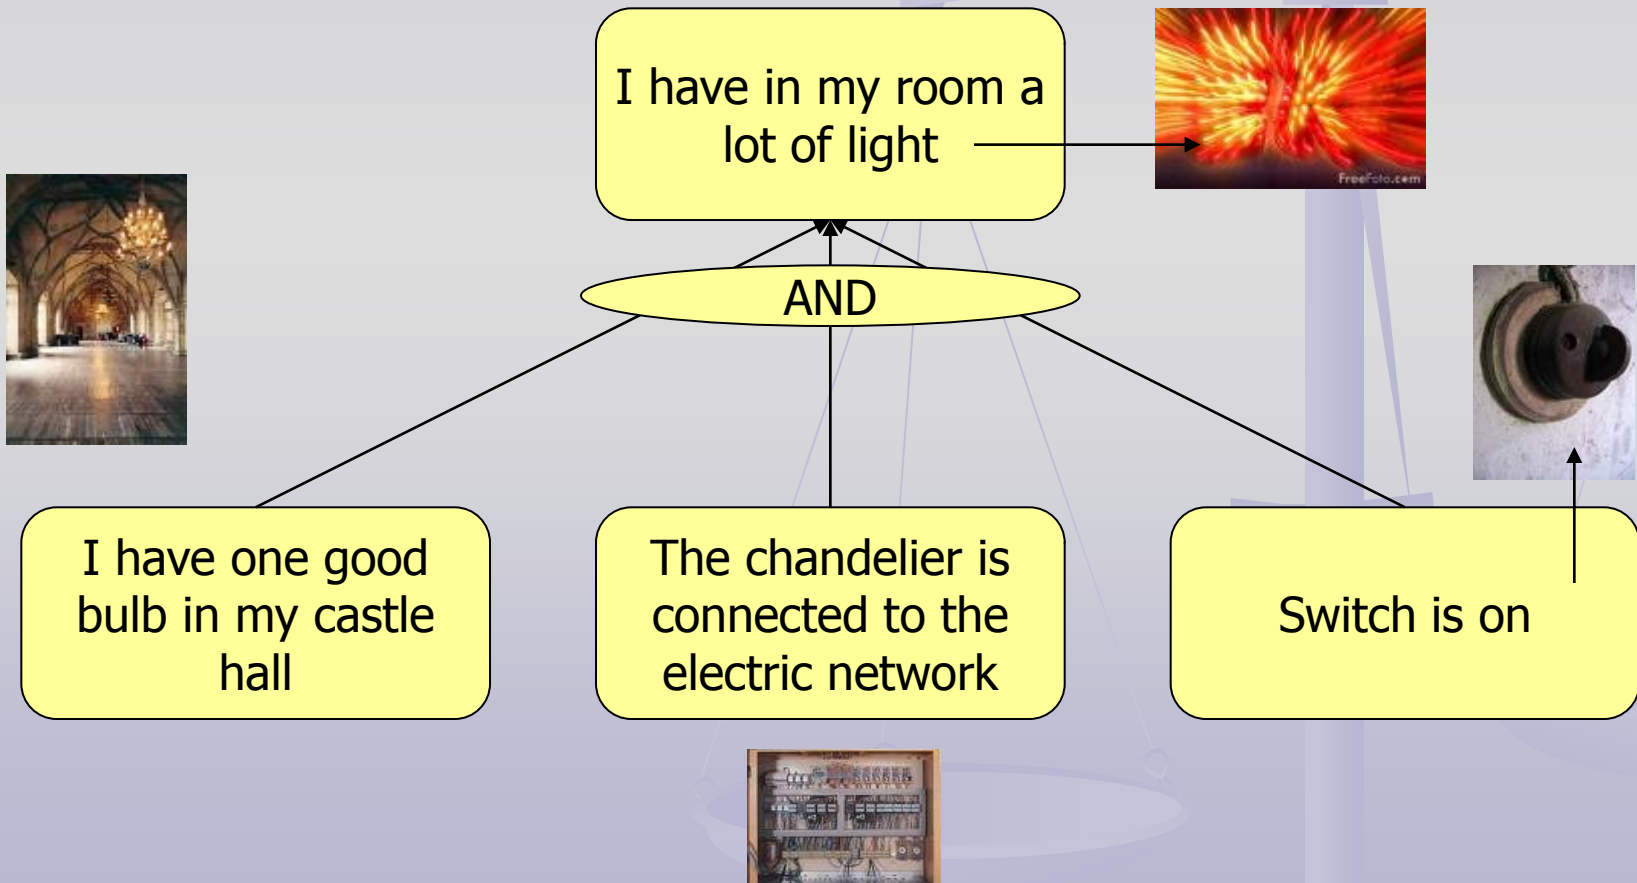 I have in my room a
lot of light
FreeFoto.com
AND
I have one good
bulb in my castle
hall
The chandelier is
connected to the
electric network
Switch is on